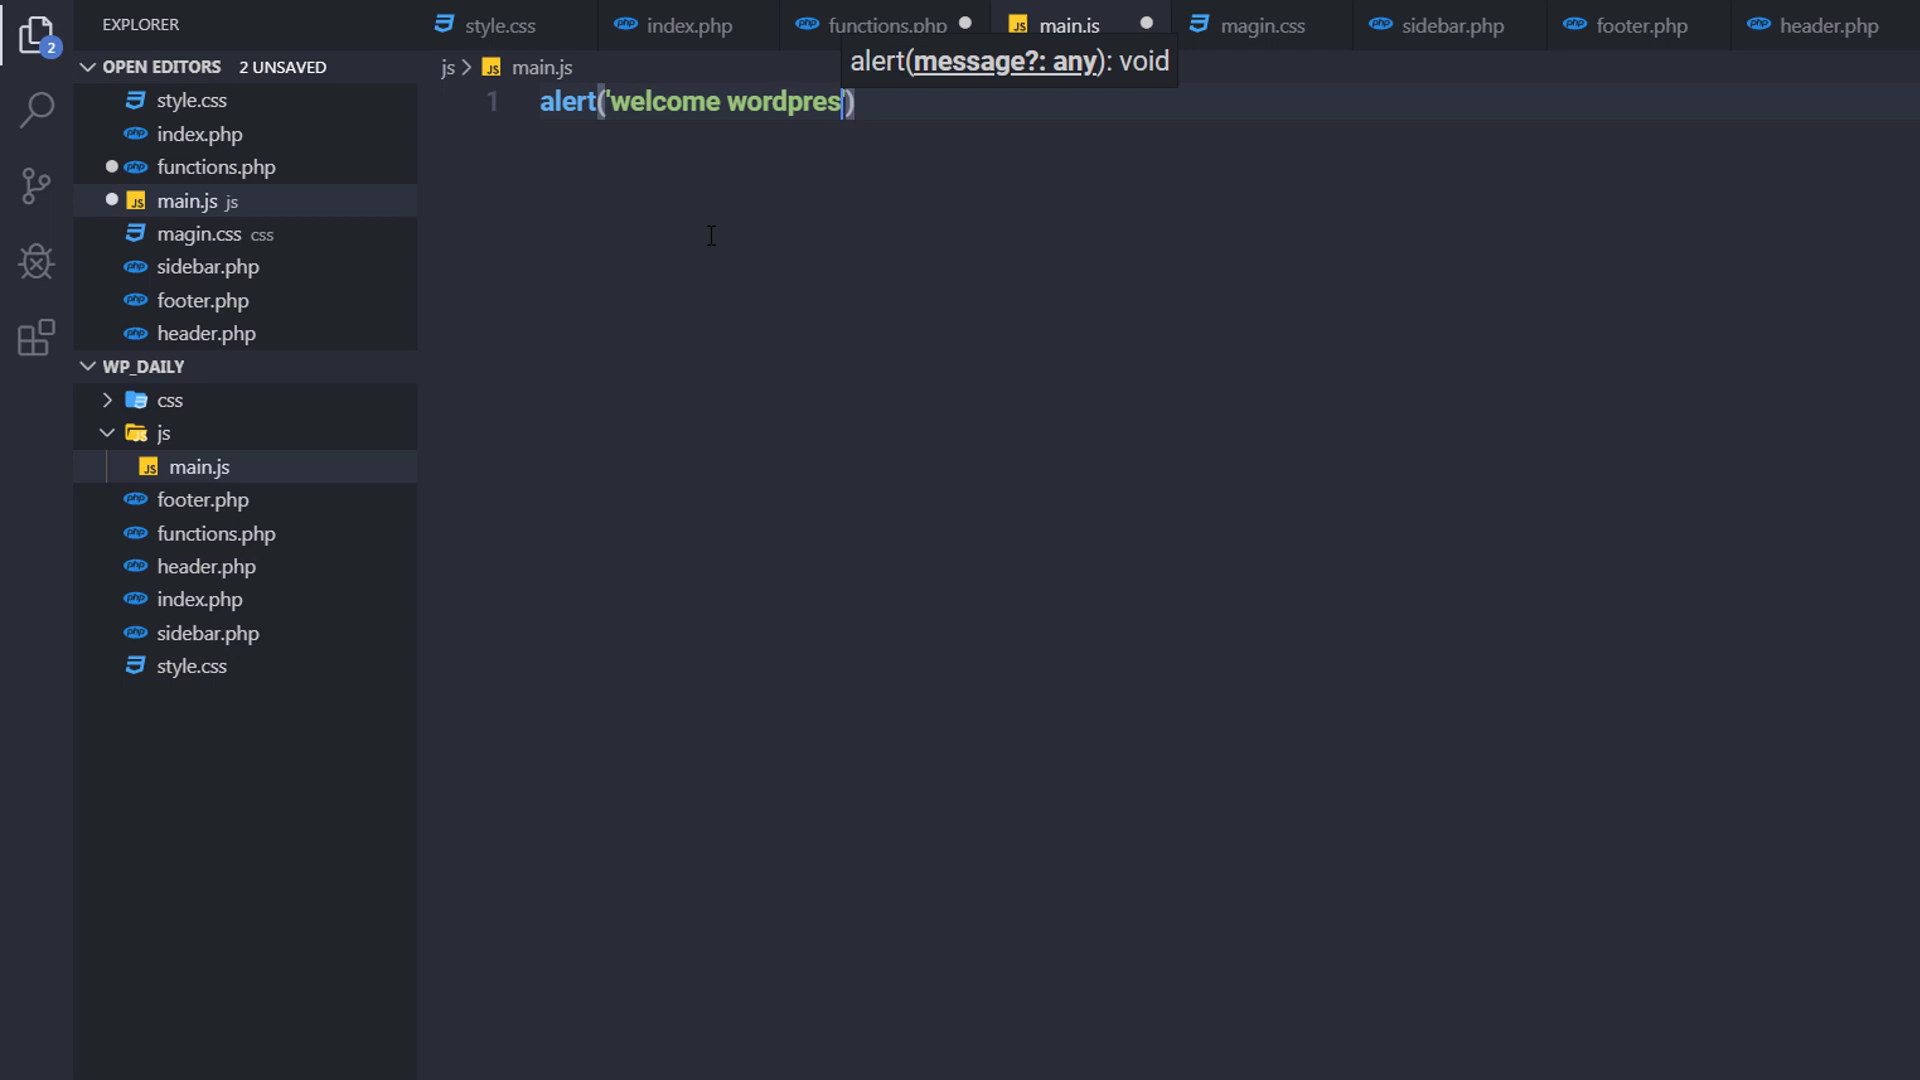 EXPLORER
style.css
index.php
functions.php
main.js
magin.css
sidebar.php
footer.php
header.php
2
OPEN EDITORS 2 UNSAVED
js > main.js
alert(message?: any): void
1 alert('welcome wordpres')
style.css
index.php
functions.php
main.js js
magin.css css
sidebar.php
footer.php
header.php
WP_DAILY
css
js
main.js
footer.php
functions.php
header.php
index.php
sidebar.php
style.css